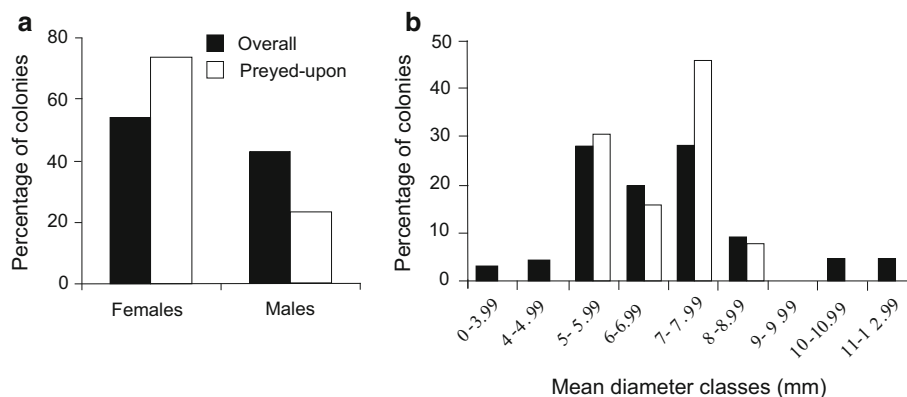 a
80
60
40
20
0
Percentage of colonies
Females
Males
Overall
Preyed-upon
b
50
40
30
20
10
0
Percentage of colonies
0-3.99
4-4.99
5-5.99
6-6.99
7-7.99
8-8.99
9-9.99
10-10.99
11-1 2.99
Mean diameter classes (mm)